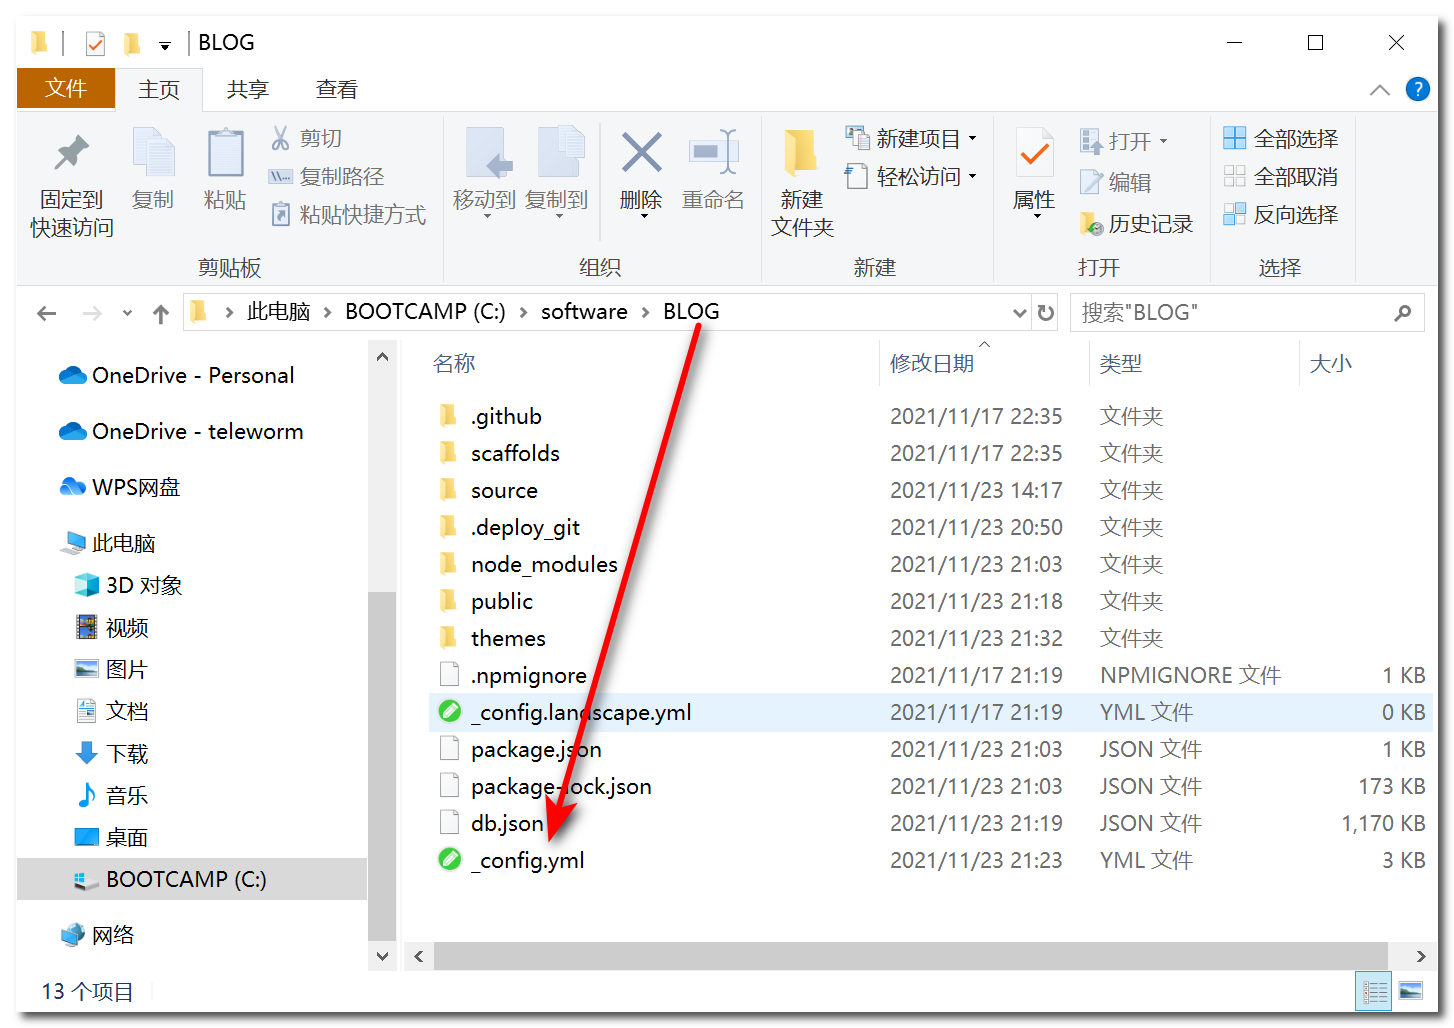 BLOG
文件 主页 共享 查看
固定到快速访问
复制
粘贴
剪切
复制路径
粘贴快捷方式
剪贴板
移动到
复制到
删除
重命名
组织
新建文件夹
新建项目
轻松访问
新建
属性
打开
编辑
历史记录
打开
全部选择
全部取消
反向选择
选择
此电脑 › BOOTCAMP (C:) › software › BLOG
搜索"BLOG"
OneDrive - Personal
OneDrive - teleworm
WPS网盘
此电脑
3D 对象
视频
图片
文档
下载
音乐
桌面
BOOTCAMP (C:)
网络
名称 修改日期 类型 大小
.github 2021/11/17 22:35 文件夹
scaffolds 2021/11/17 22:35 文件夹
source 2021/11/23 14:17 文件夹
.deploy_git 2021/11/23 20:50 文件夹
node_modules 2021/11/23 21:03 文件夹
public 2021/11/23 21:18 文件夹
themes 2021/11/23 21:32 文件夹
.npmignore 2021/11/17 21:19 NPMIGNORE 文件 1 KB
_config.landscape.yml 2021/11/17 21:19 YML 文件 0 KB
package.json 2021/11/23 21:03 JSON 文件 1 KB
package-lock.json 2021/11/23 21:03 JSON 文件 173 KB
db.json 2021/11/23 21:19 JSON 文件 1,170 KB
_config.yml 2021/11/23 21:23 YML 文件 3 KB
13 个项目